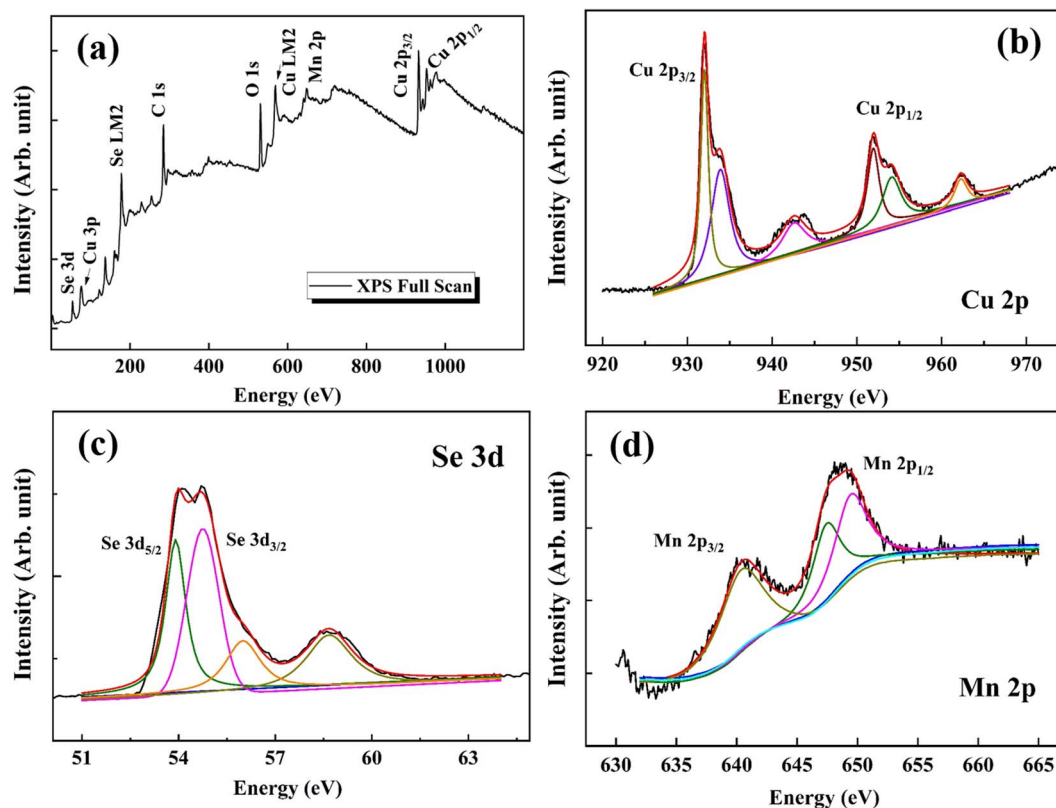 (a)
Se 3d
Cu 3p
Se LM2
C 1s
O 1s
Cu LM2
Mn 2p
Cu 2p3/2
Cu 2p1/2
XPS Full Scan
Intensity (Arb. unit)
200 400 600 800 1000
Energy (eV)
(b)
Cu 2p3/2
Cu 2p1/2
Cu 2p
Intensity (Arb. unit)
920 930 940 950 960 970
Energy (eV)
(c)
Se 3d
Se 3d5/2
Se 3d3/2
Intensity (Arb. unit)
51 54 57 60 63
Energy (eV)
(d)
Mn 2p1/2
Mn 2p3/2
Mn 2p
Intensity (Arb. unit)
630 635 640 645 650 655 660 665
Energy (eV)